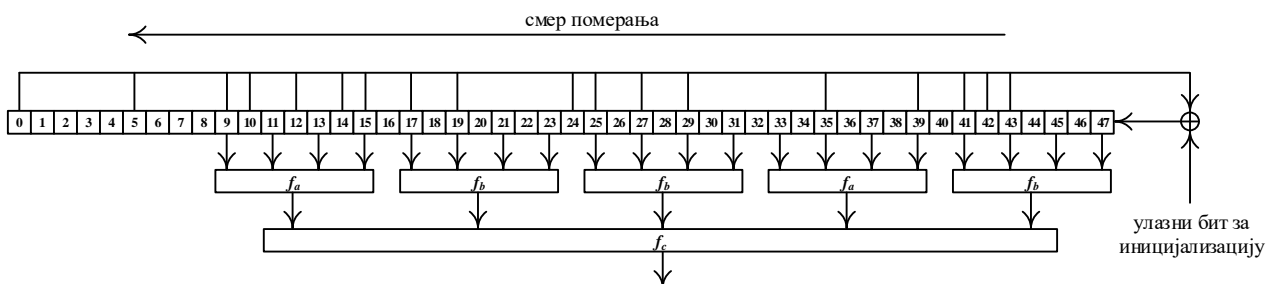 смер померања
0 1 2 3 4 5 6 7 8 9 10 11 12 13 14 15 16 17 18 19 20 21 22 23 24 25 26 27 28 29 30 31 32 33 34 35 36 37 38 39 40 41 42 43 44 45 46 47
fa fb fb fa fb
улазни бит за
fc
иницијализацију